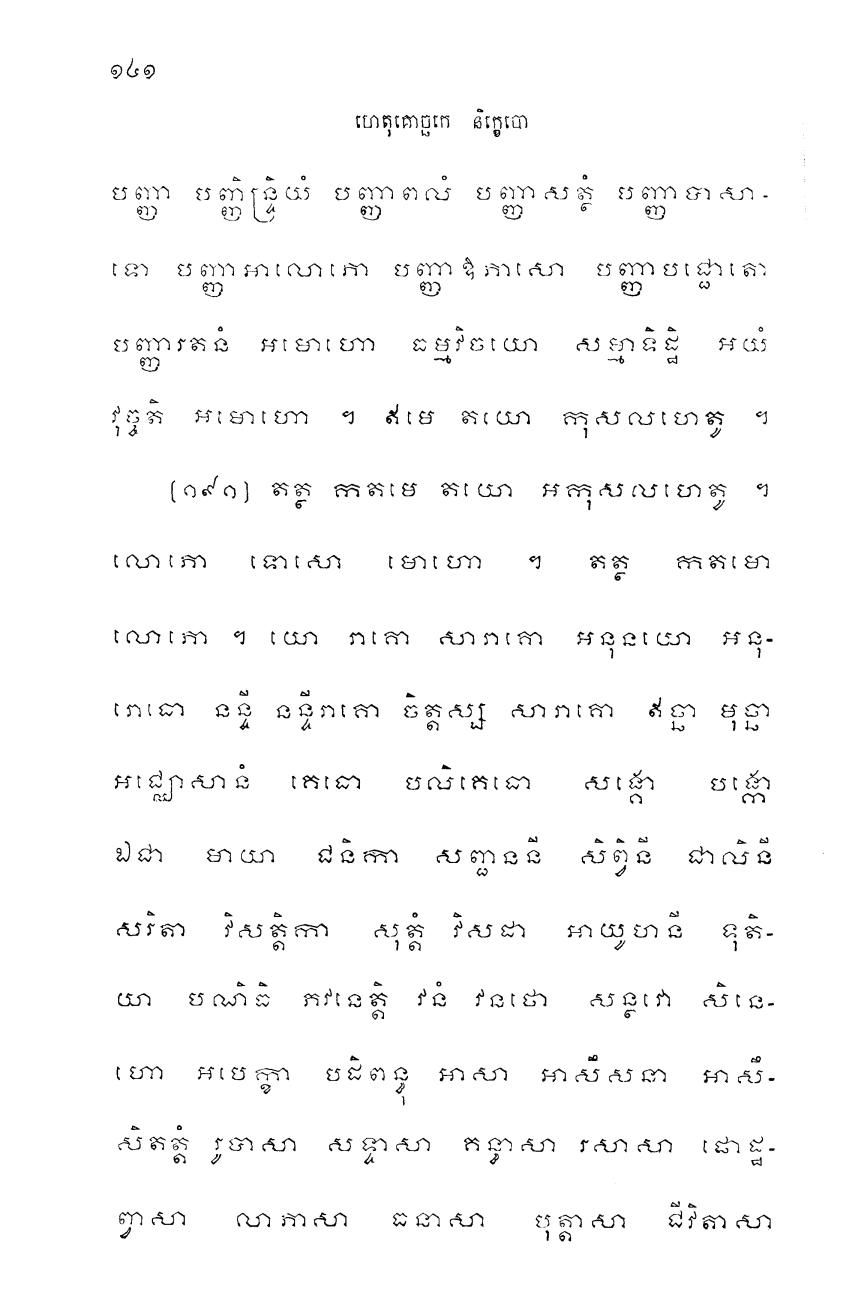 ១៤១
ហេតុគោច្ឆកេ និក្ខេបោ
បញ្ញា បញ្ញិន្ទ្រិយំ បញ្ញាពលំ បញ្ញាសត្ថំ បញ្ញាបាសា-
ទោ បញ្ញាអាលោកោ បញ្ញាឱភាសោ បញ្ញាបជ្ជោតោ
បញ្ញារតនំ អមោហោ ធម្មវិចយោ សម្មាទិដ្ឋិ អយំ
វុច្ចតិ អមោហោ ។ ឥមេ តយោ កុសលហេតូ ។
[១៩១] តត្ថ កតមេ តយោ អកុសលហេតូ ។
លោភោ ទោសោ មោហោ ។ តត្ថ កតមោ
លោភោ ។ យោ រាគោ សារាគោ អនុនយោ អនុ-
រោធោ នន្ទី នន្ទីរាគោ ចិត្តស្ស សារាគោ ឥច្ឆា មុច្ឆា
អជ្ឈោសានំ គេធោ បលិគេធោ សង្គោ បង្កោ
ឯជា មាយា ជនិកា សញ្ជននី សិព្វិនី ជាលិនី
សរិតា វិសត្តិកា សុត្តំ វិសដា អាយូហនី ទុតិ-
យា បណិធិ ភវនេត្តិ វនំ វនថោ សន្ថវោ សិនេ-
ហោ អបេក្ខា បដិពន្ធុ អាសា អាសឹសនា អាសឹ-
សិតត្តំ រូបាសា សទ្ទាសា គន្ធាសា រសាសា ផោដ្ឋ-
ព្វាសា លាភាសា ធនាសា បុត្តាសា ជីវិតាសា